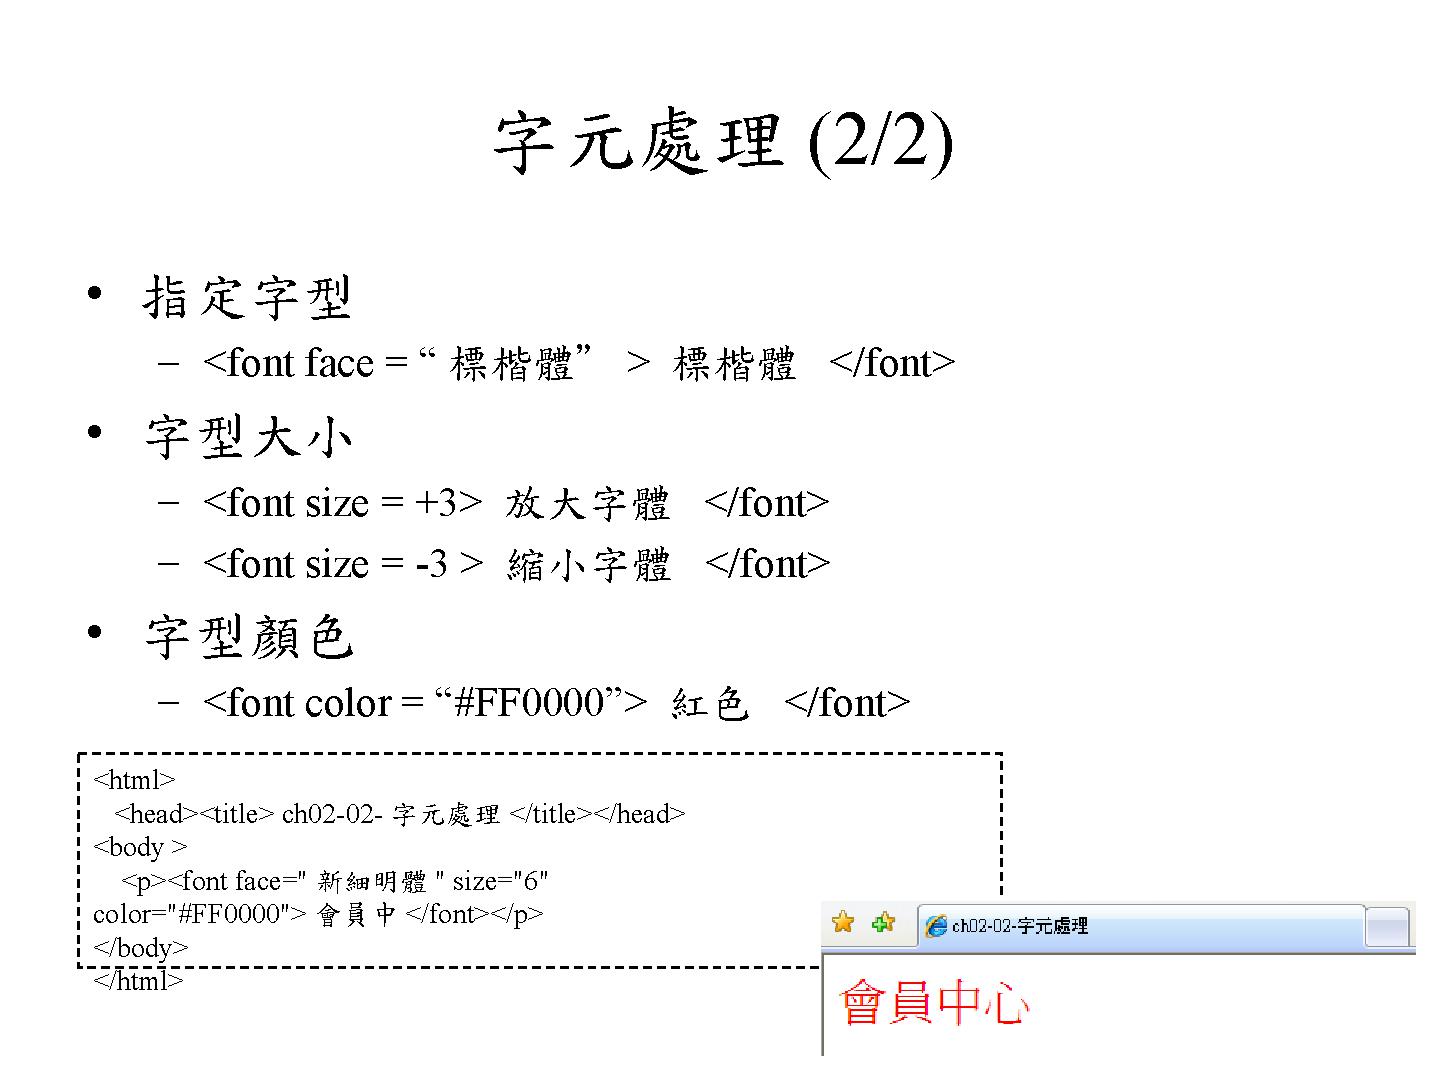 字元處理 (2/2)
• 指定字型
– <font face = “ 標楷體” > 標楷體 </font>
• 字型大小
– <font size = +3> 放大字體 </font>
– <font size = -3 > 縮小字體 </font>
• 字型顏色
– <font color = “#FF0000”> 紅色 </font>
<html>
<head><title> ch02-02- 字元處理 </title></head>
<body >
<p><font face=" 新細明體 " size="6"
color="#FF0000"> 會員中 </font></p>
</body>
</html>
ch02-02-字元處理
會員中心